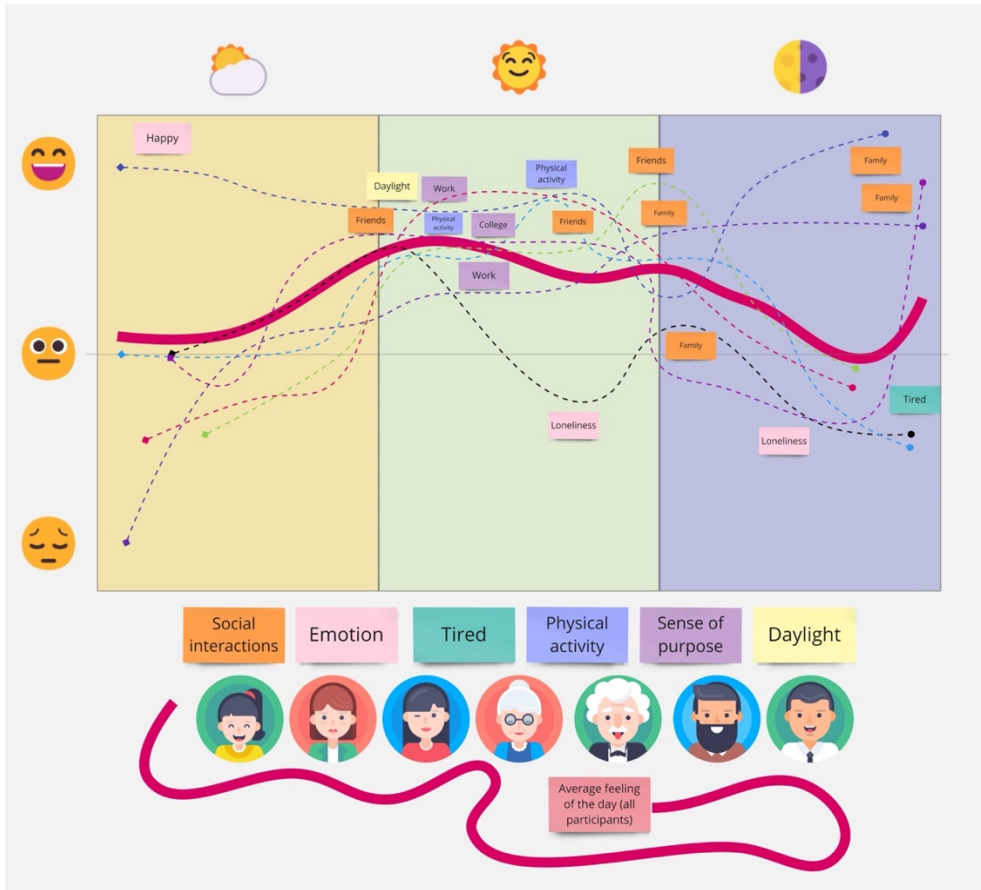 Happy
Friends
Daylight
Work
Physical
activity
College
Work
Physical
activity
Friends
Loneliness
Friends
Family
Family
Family
Family
Tired
Loneliness
Social
interactions
Emotion
Tired
Physical
activity
Sense of
purpose
Daylight
Average feeling
of the day (all
participants)